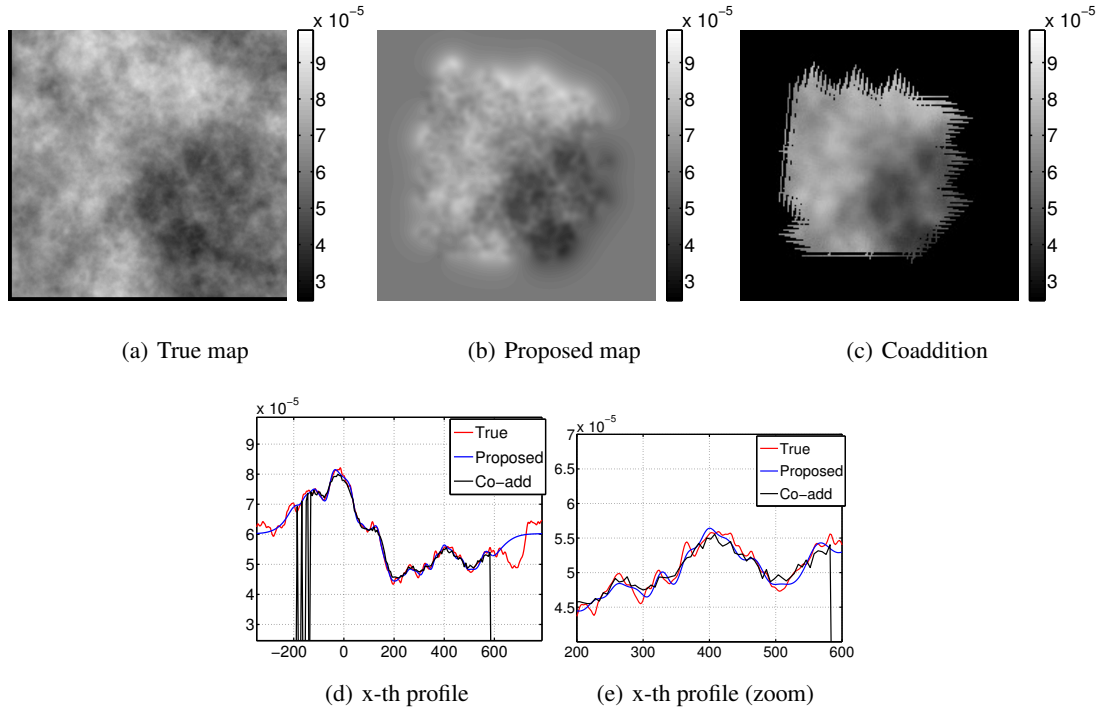 x 10⁻⁵
x 10⁻⁵
x 10⁻⁵
9
8
7
6
5
4
3
9
8
7
6
5
4
3
9
8
7
6
5
4
3
(a) True map
(b) Proposed map
(c) Coaddition
x 10⁻⁵
9
8
7
6
5
4
3
−200 0 200 400 600
True
Proposed
Co−add
(d) x-th profile
x 10⁻⁵
7
6.5
6
5.5
5
4.5
200 300 400 500 600
True
Proposed
Co−add
(e) x-th profile (zoom)